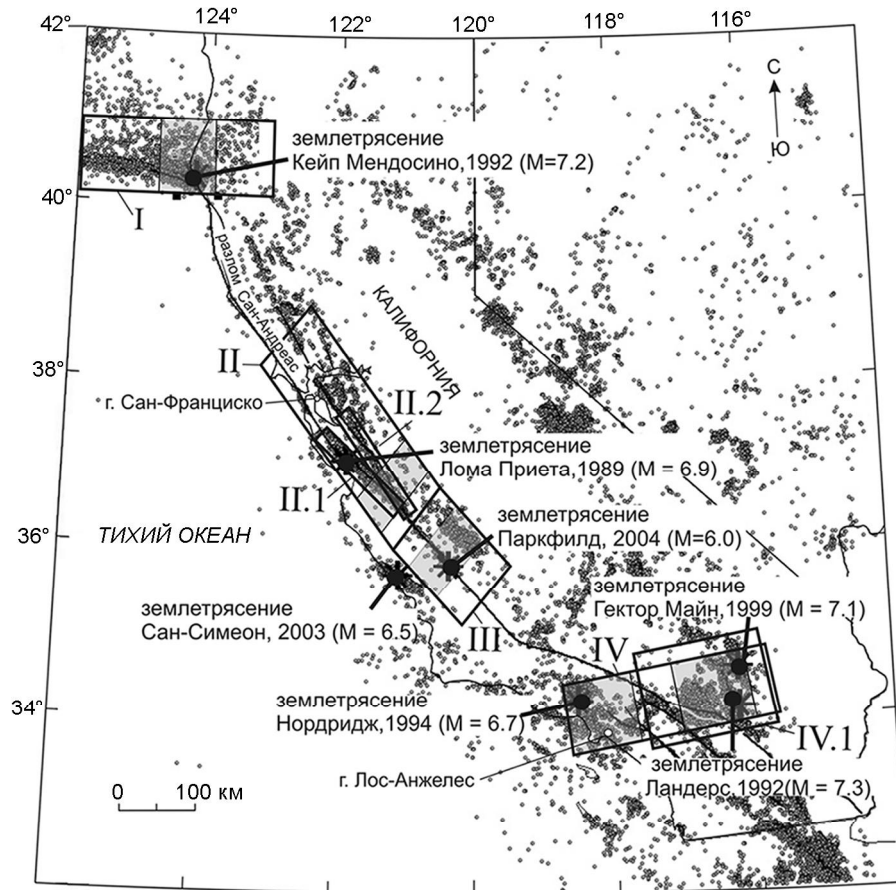 124°
122°
120°
118°
116°
42°
С
Ю
землетрясение
Кейп Мендосино,1992 (М=7.2)
40°
I
разлом Сан-Андреас
КАЛИФОРНИЯ
38°
II
г. Сан-Франциско
II.2
землетрясение
Лома Приета,1989 (М = 6.9)
II.1
36°
ТИХИЙ ОКЕАН
землетрясение
Паркфилд, 2004 (М=6.0)
землетрясение
Гектор Майн,1999 (М = 7.1)
землетрясение
Сан-Симеон, 2003 (М = 6.5)
III
IV
34°
землетрясение
Нордридж,1994 (М = 6.7)
IV.1
г. Лос-Анжелес
землетрясение
Ландерс,1992(М = 7.3)
0 100 км